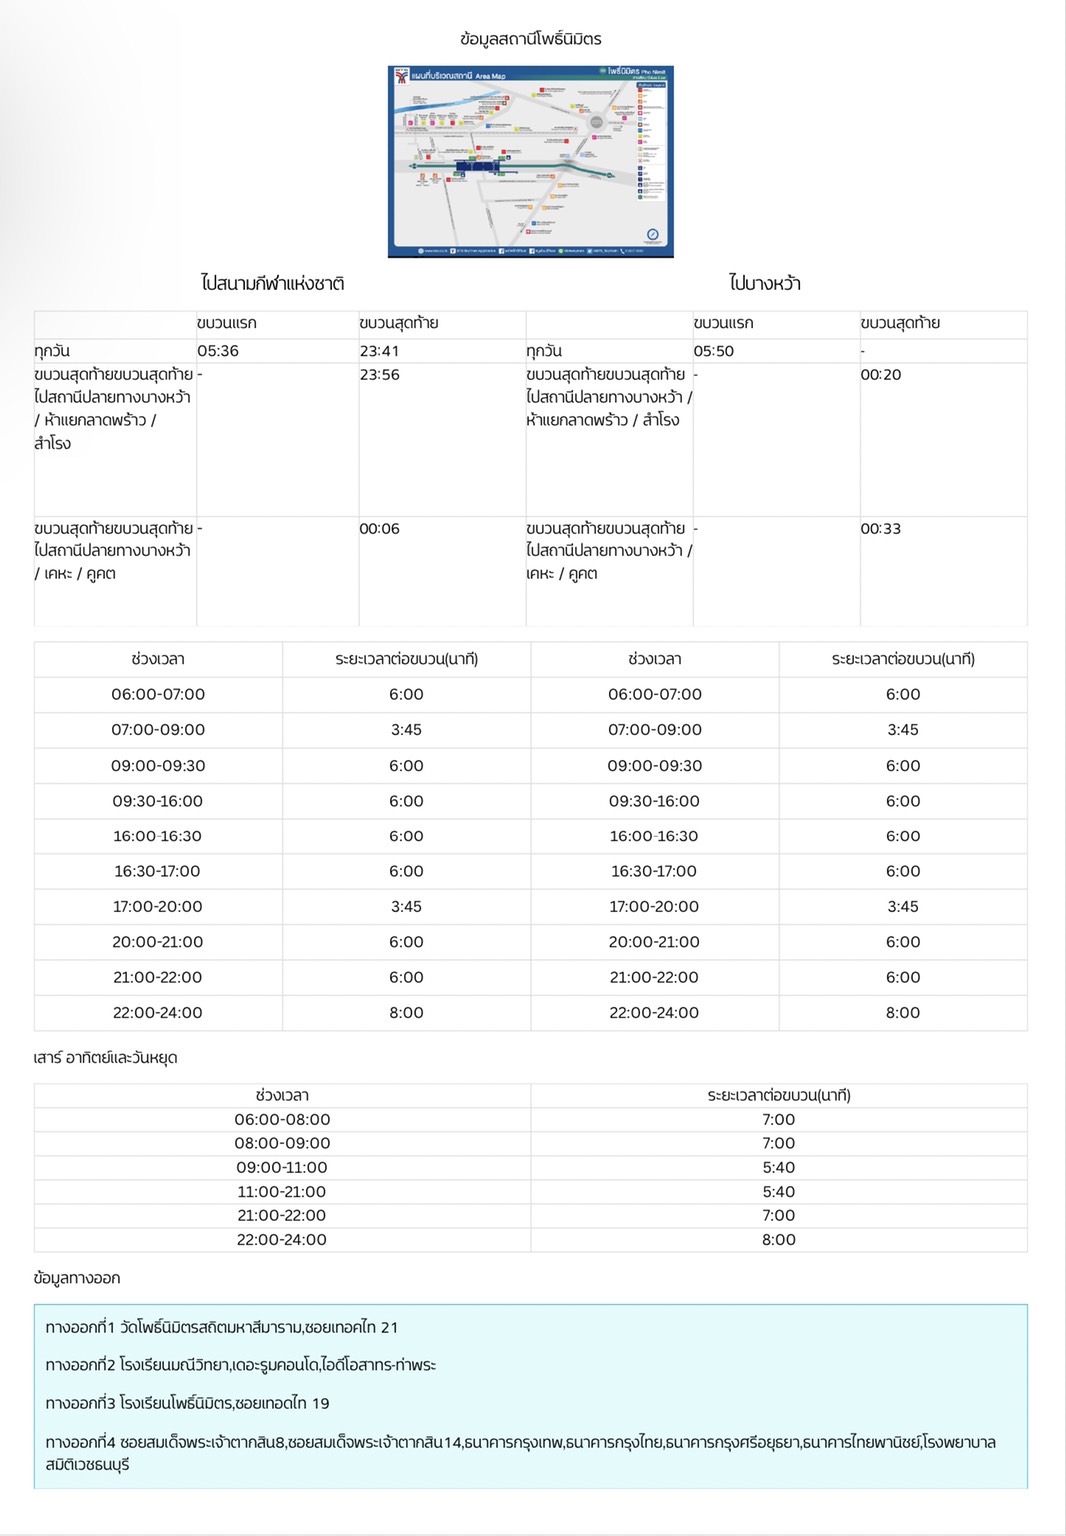 ข้อมูลสถานีโพธิ์นิมิตร
แผนที่บริเวณสถานี Area Map
โพธิ์นิมิตร Pho Nimit
ไปสนามกีฬาแห่งชาติ ไปบางหว้า
ขบวนแรก ขบวนสุดท้าย ขบวนแรก ขบวนสุดท้าย
ทุกวัน 05:36 23:41 ทุกวัน 05:50 -
ขบวนสุดท้ายขบวนสุดท้าย - 23:56 ขบวนสุดท้ายขบวนสุดท้าย - 00:20
ไปสถานีปลายทางบางหว้า ไปสถานีปลายทางบางหว้า /
/ ห้าแยกลาดพร้าว / ห้าแยกลาดพร้าว / สำโรง
สำโรง
ขบวนสุดท้ายขบวนสุดท้าย - 00:06 ขบวนสุดท้ายขบวนสุดท้าย - 00:33
ไปสถานีปลายทางบางหว้า ไปสถานีปลายทางบางหว้า /
/ เคหะ / คูคต เคหะ / คูคต
ช่วงเวลา ระยะเวลาต่อขบวน(นาที) ช่วงเวลา ระยะเวลาต่อขบวน(นาที)
06:00-07:00 6:00 06:00-07:00 6:00
07:00-09:00 3:45 07:00-09:00 3:45
09:00-09:30 6:00 09:00-09:30 6:00
09:30-16:00 6:00 09:30-16:00 6:00
16:00-16:30 6:00 16:00-16:30 6:00
16:30-17:00 6:00 16:30-17:00 6:00
17:00-20:00 3:45 17:00-20:00 3:45
20:00-21:00 6:00 20:00-21:00 6:00
21:00-22:00 6:00 21:00-22:00 6:00
22:00-24:00 8:00 22:00-24:00 8:00
เสาร์ อาทิตย์และวันหยุด
ช่วงเวลา ระยะเวลาต่อขบวน(นาที)
06:00-08:00 7:00
08:00-09:00 7:00
09:00-11:00 5:40
11:00-21:00 5:40
21:00-22:00 7:00
22:00-24:00 8:00
ข้อมูลทางออก
ทางออกที่1 วัดโพธิ์นิมิตรสถิตมหาสีมาราม,ซอยเทอคไท 21
ทางออกที่2 โรงเรียนมณีวิทยา,เดอะรูมคอนโด,ไอดีโอสาทร-ท่าพระ
ทางออกที่3 โรงเรียนโพธิ์นิมิตร,ซอยเทอดไท 19
ทางออกที่4 ซอยสมเด็จพระเจ้าตากสิน8,ซอยสมเด็จพระเจ้าตากสิน14,ธนาคารกรุงเทพ,ธนาคารกรุงไทย,ธนาคารกรุงศรีอยุธยา,ธนาคารไทยพานิชย์,โรงพยาบาล
สมิติเวชธนบุรี